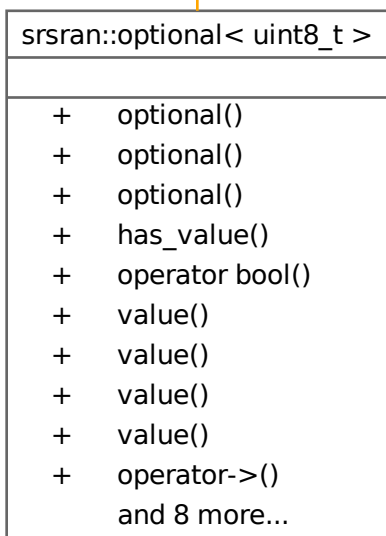 srsran::optional< uint8_t >
+ optional()
+ optional()
+ optional()
+ has_value()
+ operator bool()
+ value()
+ value()
+ value()
+ value()
+ operator->()
and 8 more...